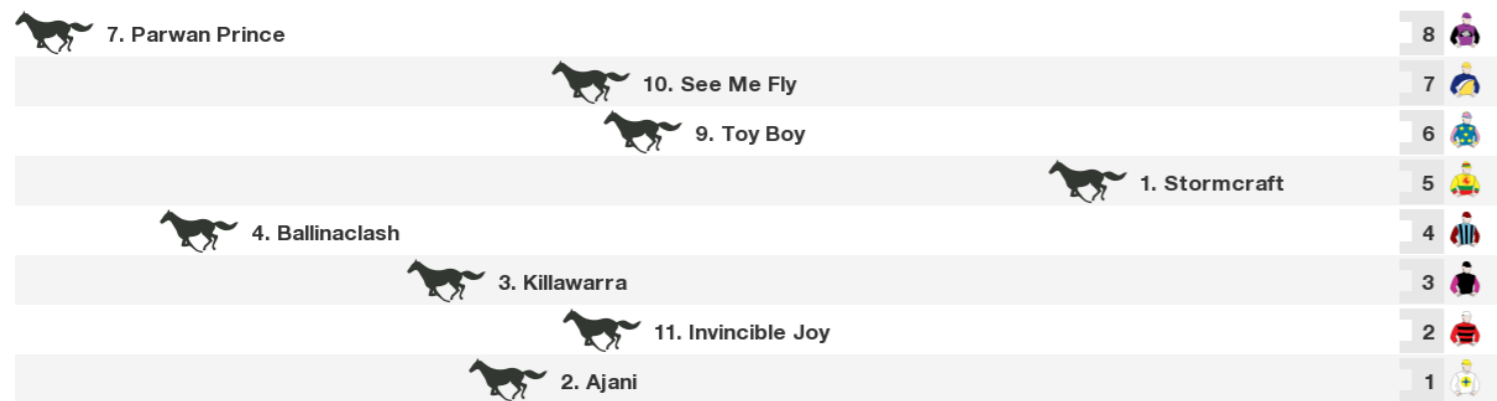 7. Parwan Prince 8
10. See Me Fly 7
9. Toy Boy 6
1. Stormcraft 5
4. Ballinaclash 4
3. Killawarra 3
11. Invincible Joy 2
2. Ajani 1